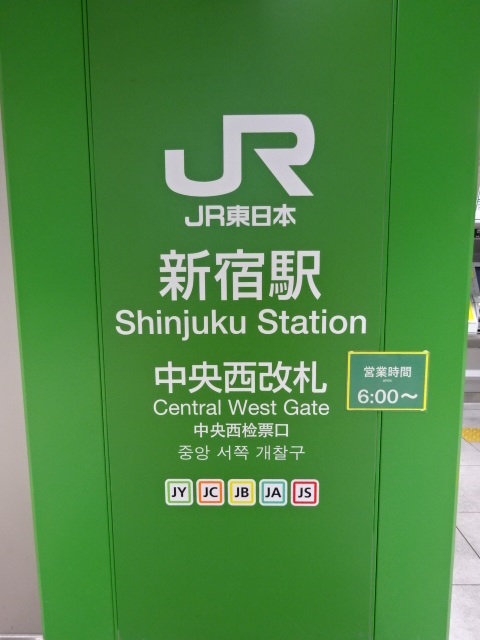 JR
JR東日本
新宿駅
Shinjuku Station
中央西改札
Central West Gate
中央西检票口
중앙 서쪽 개찰구
JY JC JB JA JS
営業時間
6:00～